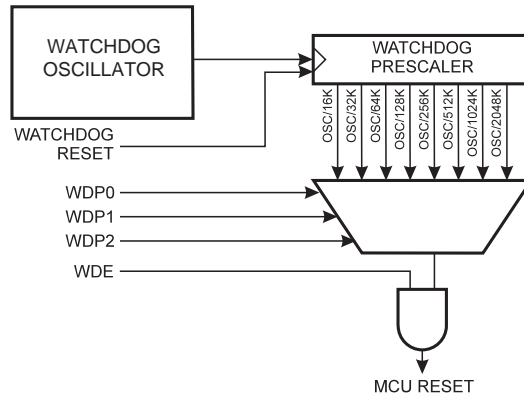 WATCHDOG
OSCILLATOR
WATCHDOG
PRESCALER
WATCHDOG
RESET
OSC/16K
OSC/32K
OSC/64K
OSC/128K
OSC/256K
OSC/512K
OSC/1024K
OSC/2048K
WDP0
WDP1
WDP2
WDE
MCU RESET